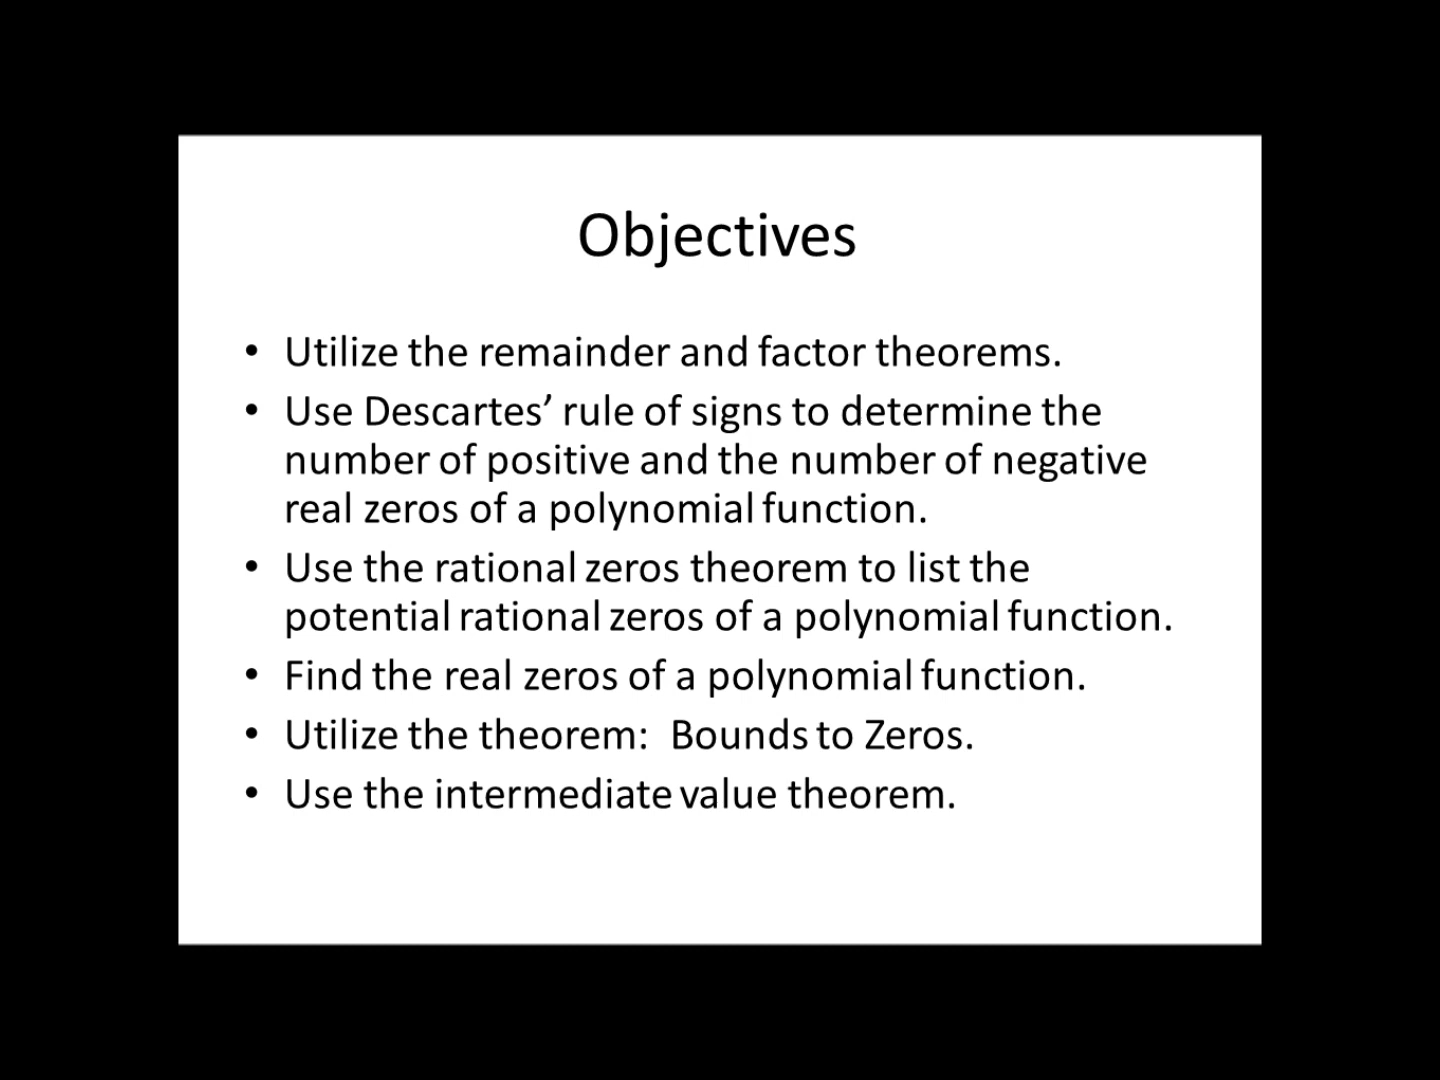 Objectives
• Utilize the remainder and factor theorems.
• Use Descartes’ rule of signs to determine the
number of positive and the number of negative
real zeros of a polynomial function.
• Use the rational zeros theorem to list the
potential rational zeros of a polynomial function.
• Find the real zeros of a polynomial function.
• Utilize the theorem:  Bounds to Zeros.
• Use the intermediate value theorem.